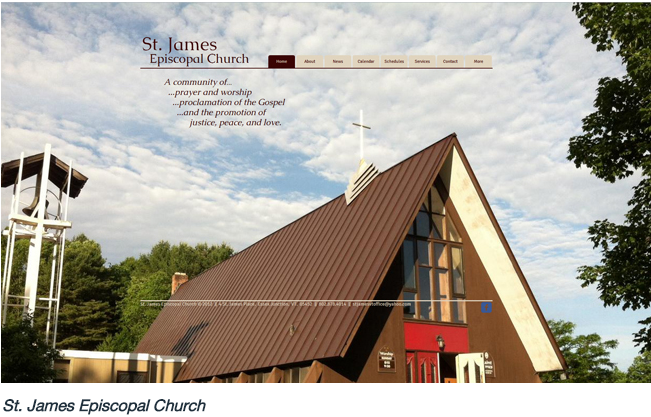 St. James
Episcopal Church
Home About News Calendar Schedules Services Contact More
A community of...
...prayer and worship
...proclamation of the Gospel
...and the promotion of
justice, peace, and love.
Worship
St. James Episcopal Church